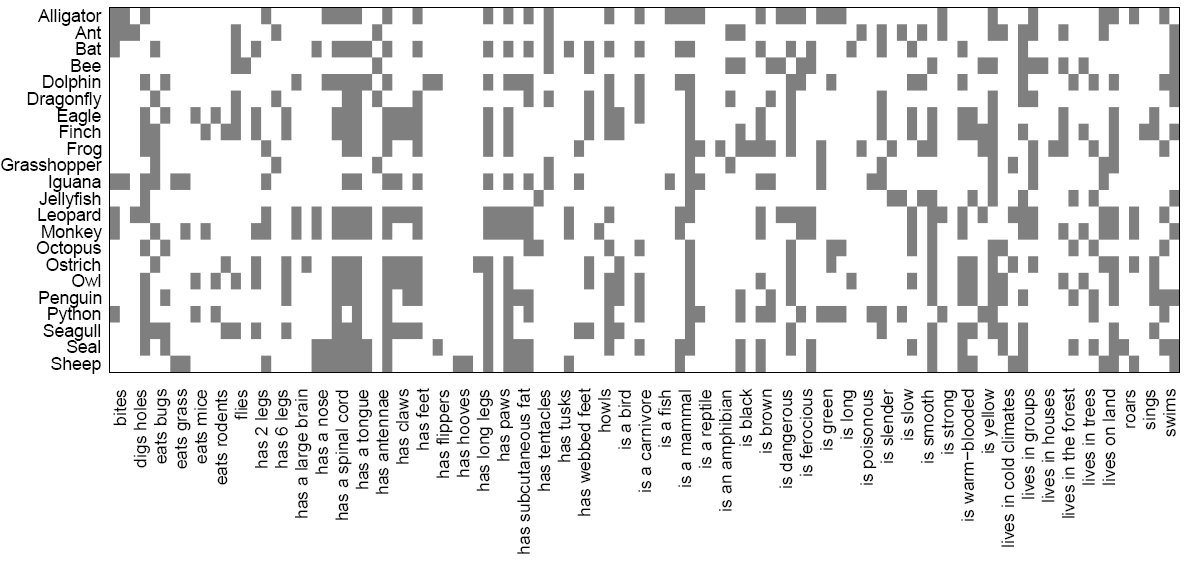 Alligator
Ant
Bat
Bee
Dolphin
Dragonfly
Eagle
Finch
Frog
Grasshopper
Iguana
Jellyfish
Leopard
Monkey
Octopus
Ostrich
Owl
Penguin
Python
Seagull
Seal
Sheep
bites
digs holes
eats bugs
eats grass
eats mice
eats rodents
flies
has 2 legs
has 6 legs
has a large brain
has a nose
has a spinal cord
has a tongue
has antennae
has claws
has feet
has flippers
has hooves
has long legs
has paws
has subcutaneous fat
has tentacles
has tusks
has webbed feet
howls
is a bird
is a carnivore
is a fish
is a mammal
is a reptile
is an amphibian
is black
is brown
is dangerous
is ferocious
is green
is long
is poisonous
is slender
is slow
is smooth
is strong
is warm−blooded
is yellow
lives in cold climates
lives in groups
lives in houses
lives in the forest
lives in trees
lives on land
roars
sings
swims